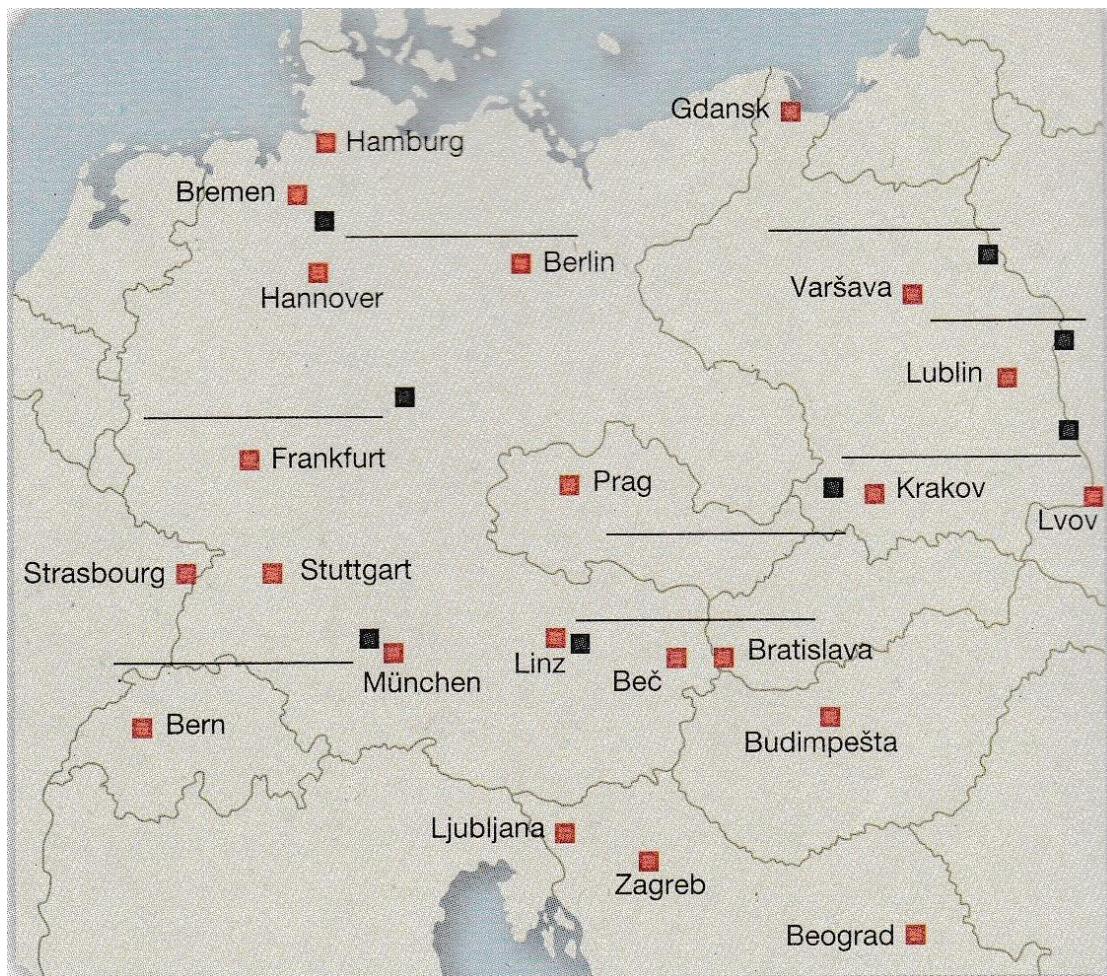 Gdansk
Hamburg
Bremen
Berlin
Hannover
Varšava
Lublin
Frankfurt
Prag
Krakov
Lvov
Strasbourg
Stuttgart
Linz
Bratislava
München
Beč
Bern
Budimpešta
Ljubljana
Zagreb
Beograd